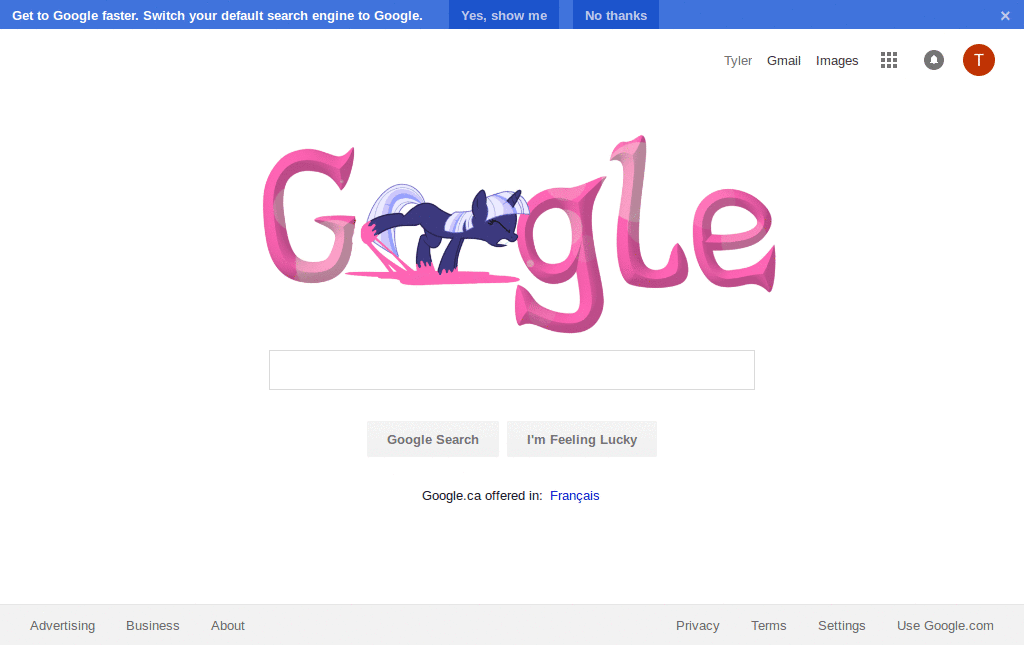 Get to Google faster. Switch your default search engine to Google. Yes, show me No thanks ×
Tyler Gmail Images T
Google
Google Search I'm Feeling Lucky
Google.ca offered in: Français
Advertising Business About Privacy Terms Settings Use Google.com